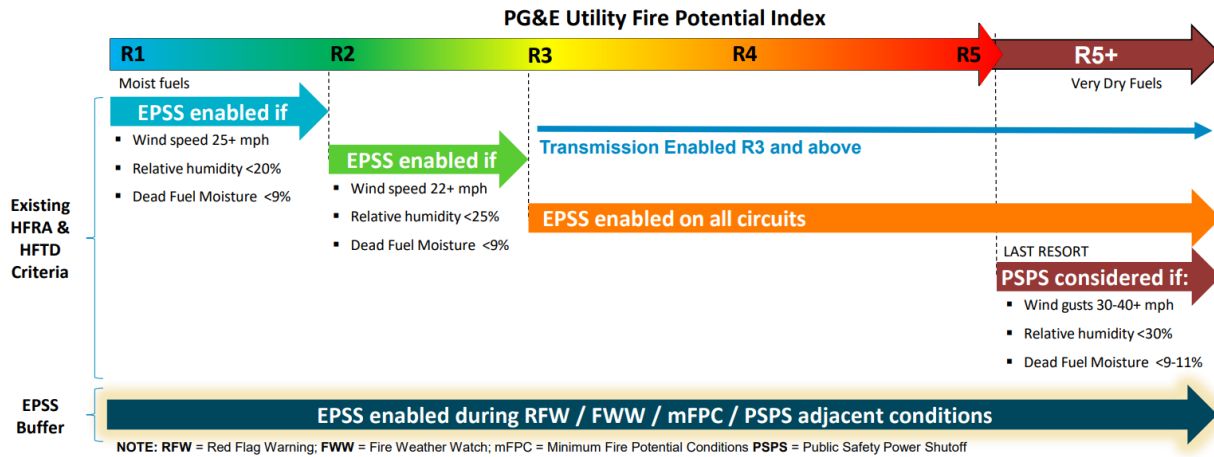 PG&E Utility Fire Potential Index
R1 R2 R3 R4 R5 R5+
Moist fuels
Very Dry Fuels
EPSS enabled if
▪ Wind speed 25+ mph
▪ Relative humidity <20%
▪ Dead Fuel Moisture <9%
EPSS enabled if
▪ Wind speed 22+ mph
▪ Relative humidity <25%
▪ Dead Fuel Moisture <9%
Transmission Enabled R3 and above
EPSS enabled on all circuits
LAST RESORT
PSPS considered if:
▪ Wind gusts 30-40+ mph
▪ Relative humidity <30%
▪ Dead Fuel Moisture <9-11%
Existing
HFRA &
HFTD
Criteria
EPSS
Buffer
EPSS enabled during RFW / FWW / mFPC / PSPS adjacent conditions
NOTE: RFW = Red Flag Warning; FWW = Fire Weather Watch; mFPC = Minimum Fire Potential Conditions PSPS = Public Safety Power Shutoff